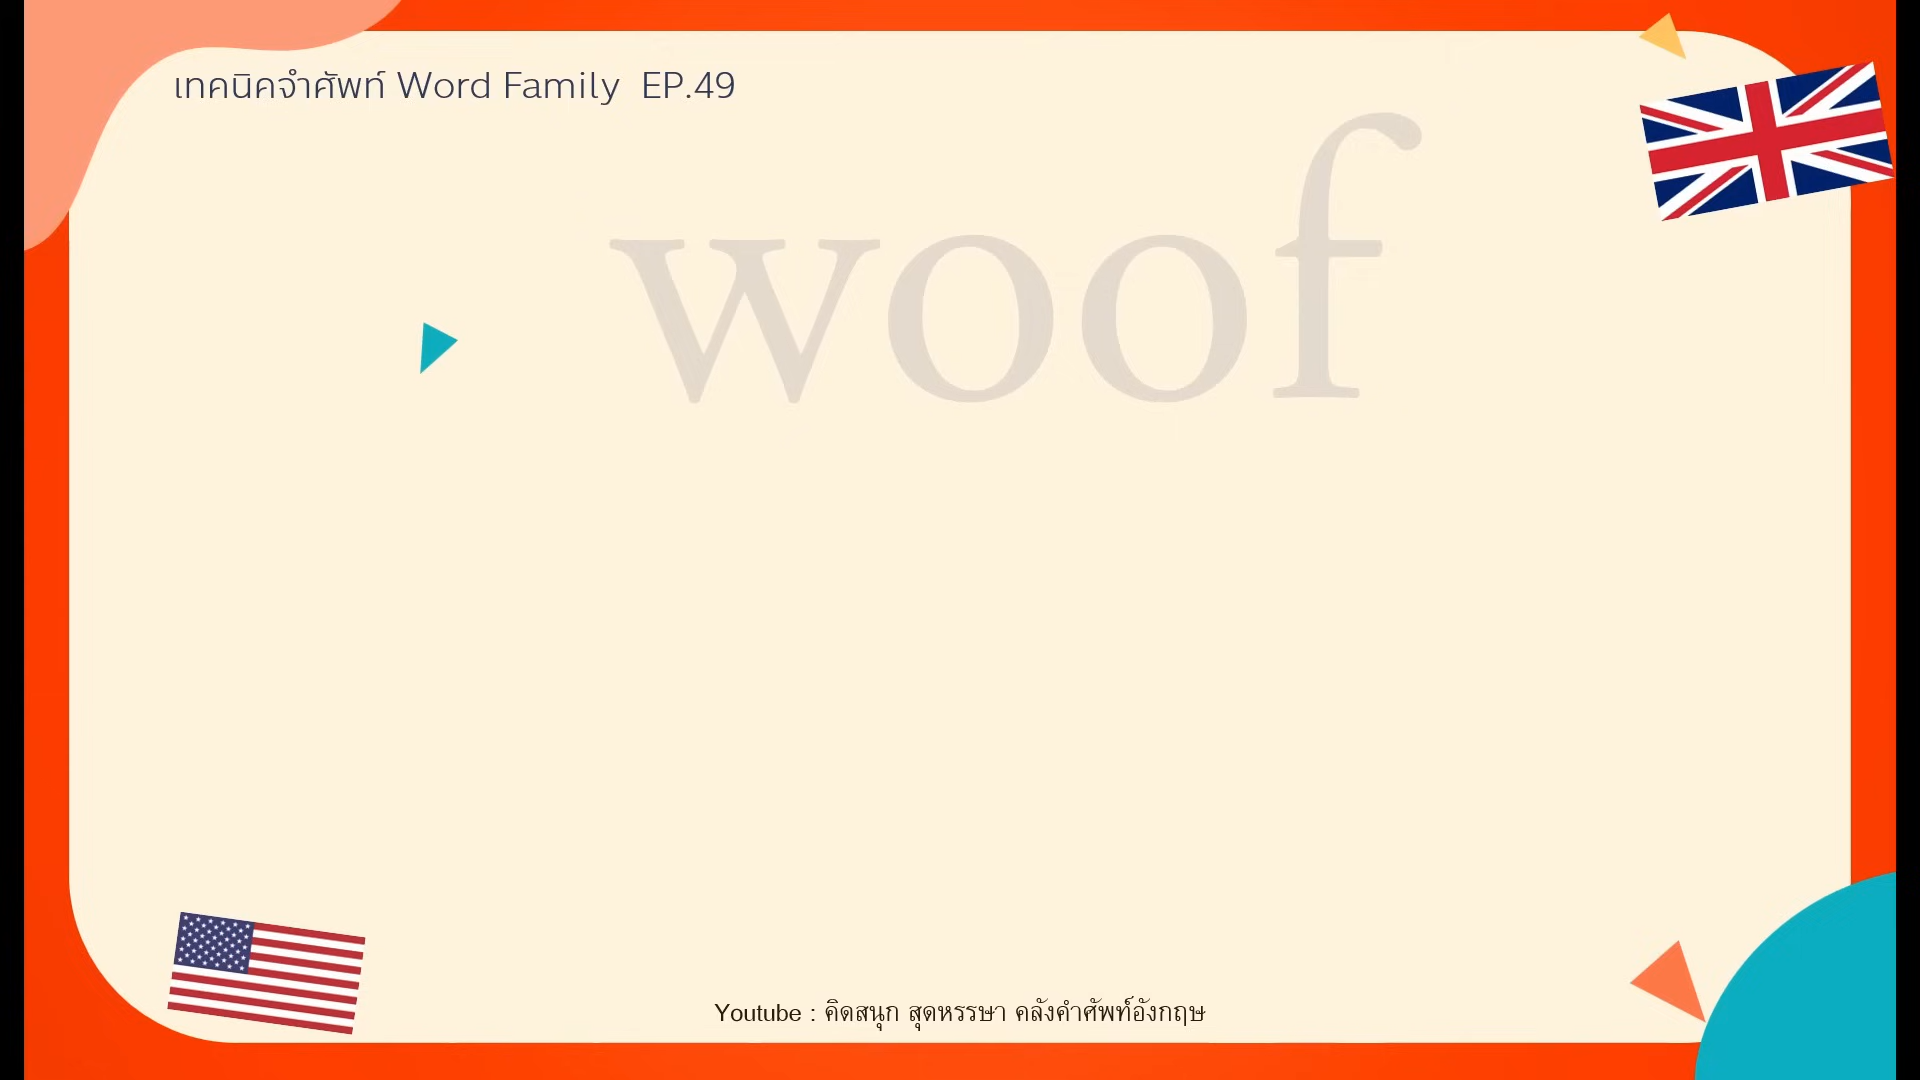 เทคนิคจำศัพท์ Word Family EP.49
woof
Youtube : คิดสนุก สุดหรรษา คลังคำศัพท์อังกฤษ